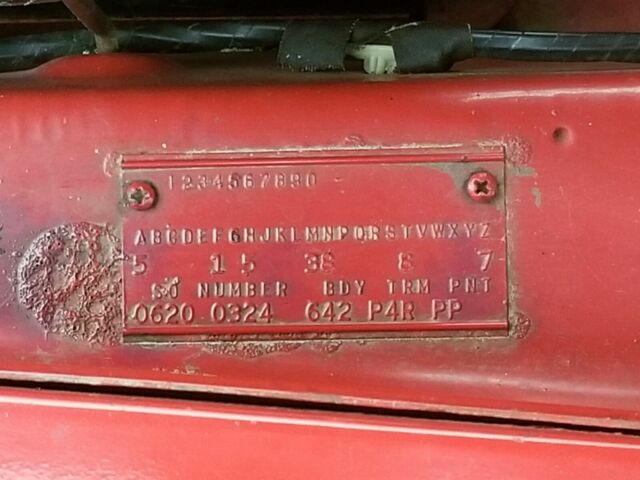 1234567890
ABCDEFGHJKLMNPQRSTVWXYZ
5 15 38 8 7
SO NUMBER BDY TRM PNT
0620 0324 642 P4R PP